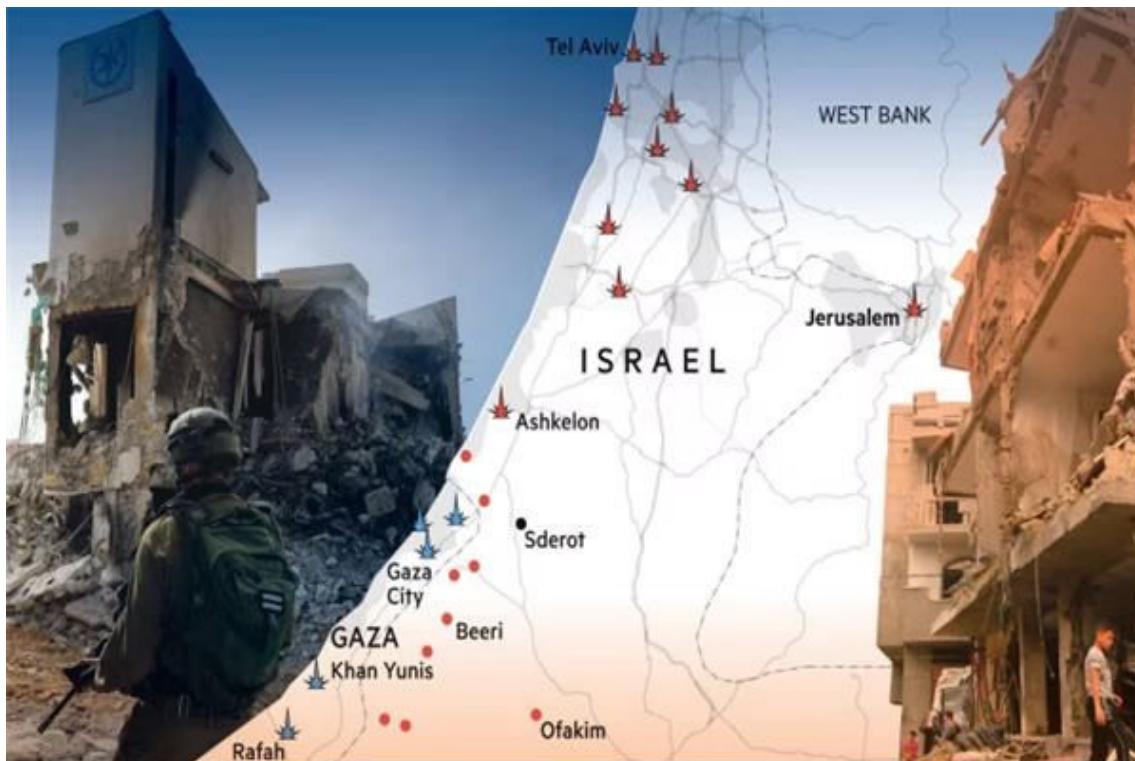 Tel Aviv
WEST BANK
Jerusalem
ISRAEL
Ashkelon
Sderot
Gaza
City
Beeri
GAZA
Khan Yunis
Ofakim
Rafah